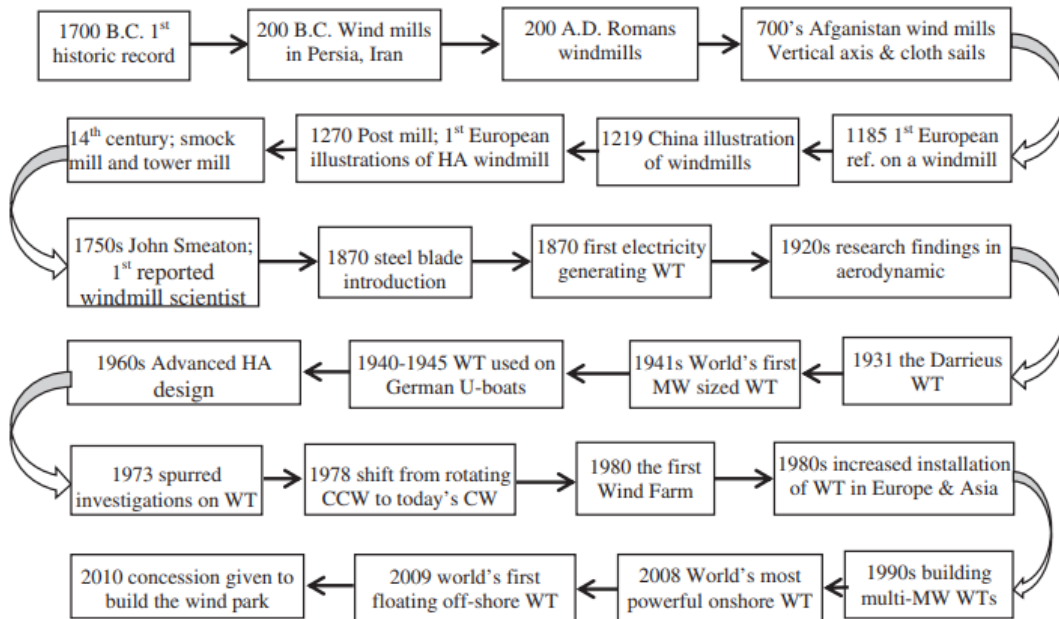 1700 B.C. 1st
historic record
200 B.C. Wind mills
in Persia, Iran
200 A.D. Romans
windmills
700's Afganistan wind mills
Vertical axis & cloth sails
1185 1st European
ref. on a windmill
1219 China illustration
of windmills
1270 Post mill; 1st European
illustrations of HA windmill
14th century; smock
mill and tower mill
1750s John Smeaton;
1st reported
windmill scientist
1870 steel blade
introduction
1870 first electricity
generating WT
1920s research findings in
aerodynamic
1931 the Darrieus
WT
1941s World's first
MW sized WT
1940-1945 WT used on
German U-boats
1960s Advanced HA
design
1973 spurred
investigations on WT
1978 shift from rotating
CCW to today's CW
1980 the first
Wind Farm
1980s increased installation
of WT in Europe & Asia
1990s building
multi-MW WTs
2008 World's most
powerful onshore WT
2009 world's first
floating off-shore WT
2010 concession given to
build the wind park